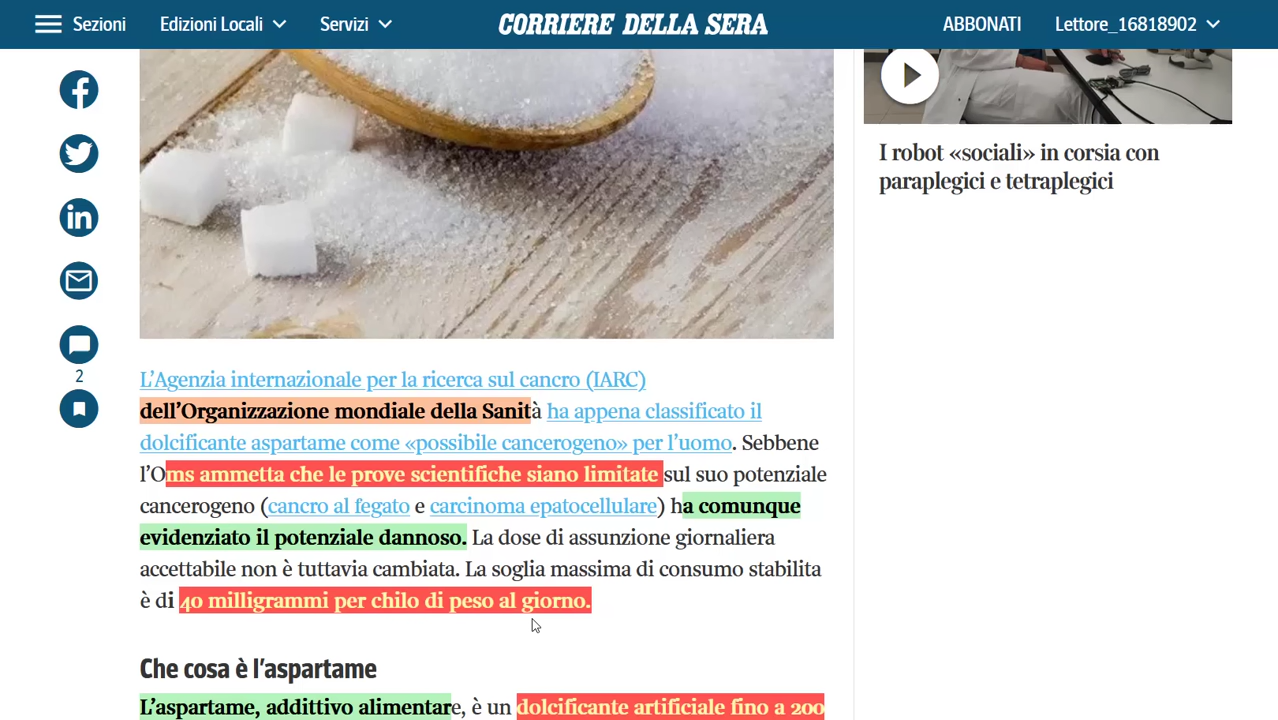 Sezioni
Edizioni Locali
Servizi
CORRIERE DELLA SERA
ABBONATI
Lettore_16818902
I robot «sociali» in corsia con
paraplegici e tetraplegici
2
L'Agenzia internazionale per la ricerca sul cancro (IARC)
dell'Organizzazione mondiale della Sanità ha appena classificato il
dolcificante aspartame come «possibile cancerogeno» per l'uomo. Sebbene
l'Oms ammetta che le prove scientifiche siano limitate sul suo potenziale
cancerogeno (cancro al fegato e carcinoma epatocellulare) ha comunque
evidenziato il potenziale dannoso. La dose di assunzione giornaliera
accettabile non è tuttavia cambiata. La soglia massima di consumo stabilita
è di 40 milligrammi per chilo di peso al giorno.
Che cosa è l'aspartame
L'aspartame, addittivo alimentare, è un dolcificante artificiale fino a 200